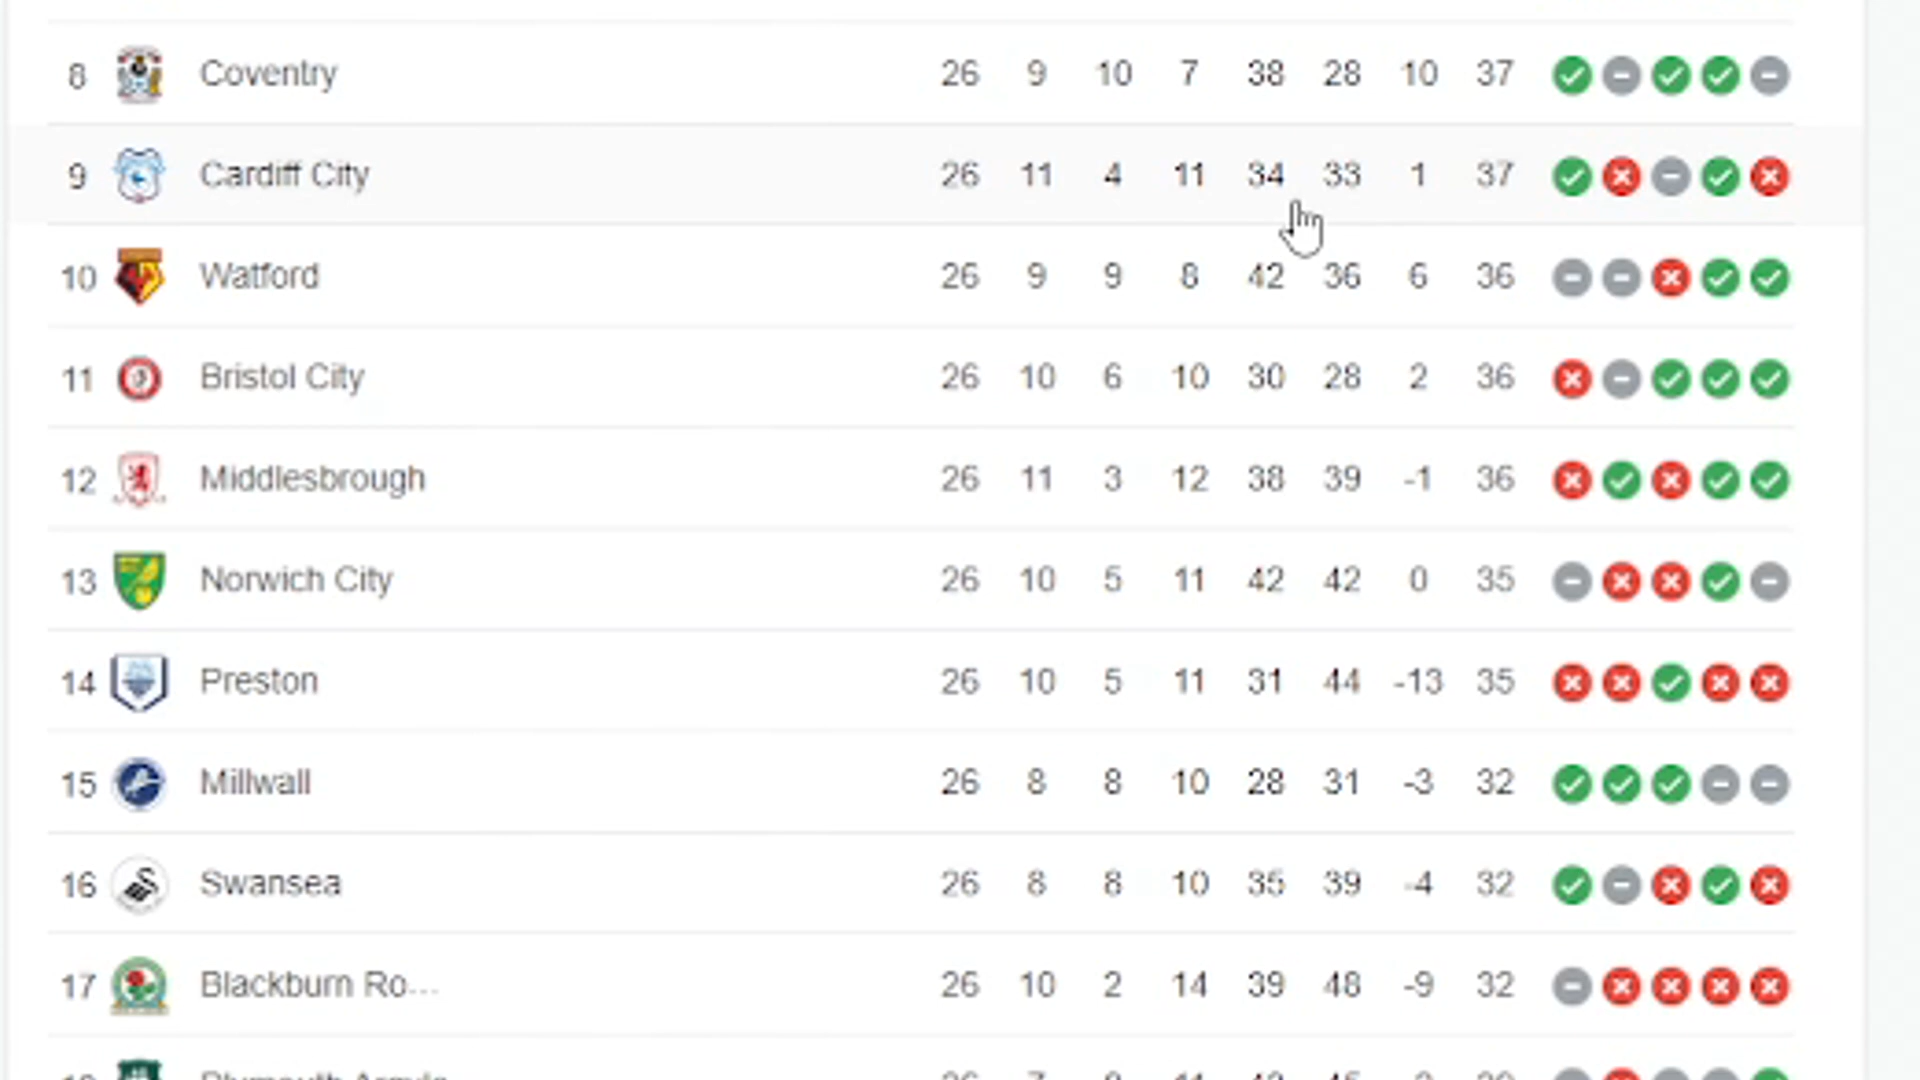 8 Coventry 26 9 10 7 38 28 10 37
9 Cardiff City 26 11 4 11 34 33 1 37
10 Watford 26 9 9 8 42 36 6 36
11 Bristol City 26 10 6 10 30 28 2 36
12 Middlesbrough 26 11 3 12 38 39 -1 36
13 Norwich City 26 10 5 11 42 42 0 35
14 Preston 26 10 5 11 31 44 -13 35
15 Millwall 26 8 8 10 28 31 -3 32
16 Swansea 26 8 8 10 35 39 -4 32
17 Blackburn Ro... 26 10 2 14 39 48 -9 32
Plymouth Argyle